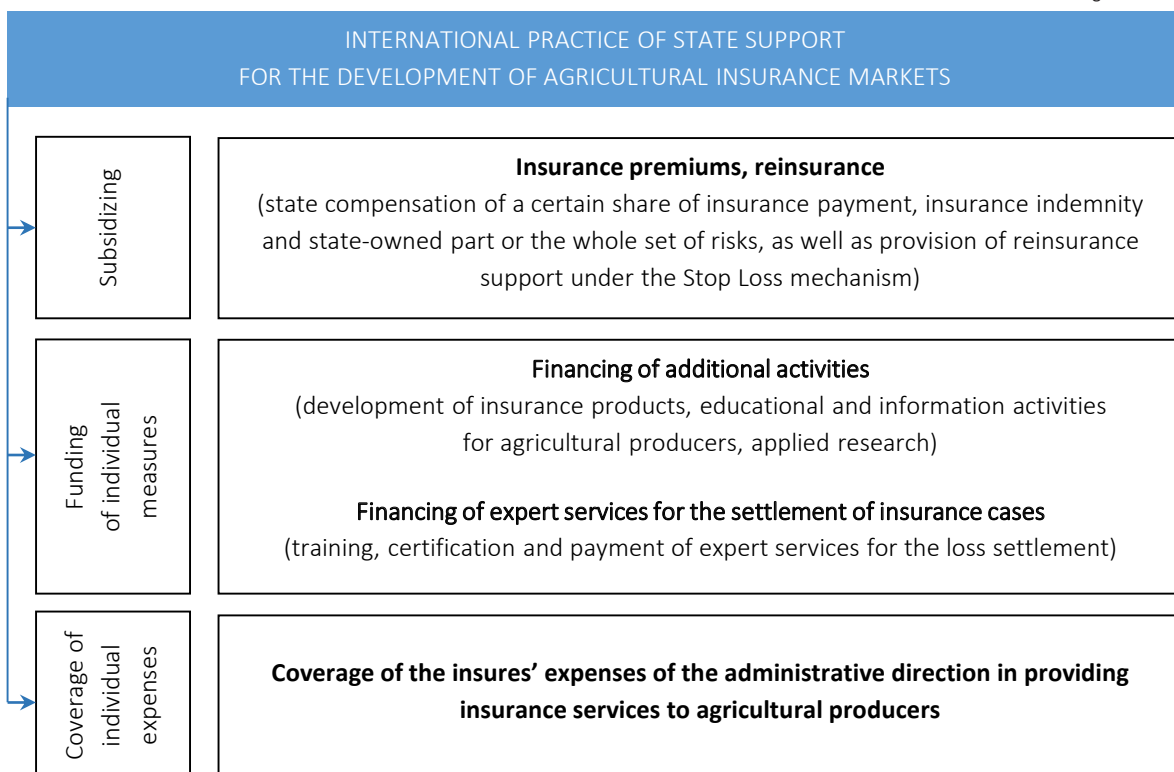 INTERNATIONAL PRACTICE OF STATE SUPPORT
FOR THE DEVELOPMENT OF AGRICULTURAL INSURANCE MARKETS
Subsidizing
Insurance premiums, reinsurance
(state compensation of a certain share of insurance payment, insurance indemnity
and state-owned part or the whole set of risks, as well as provision of reinsurance
support under the Stop Loss mechanism)
Funding
of individual
measures
Financing of additional activities
(development of insurance products, educational and information activities
for agricultural producers, applied research)
Financing of expert services for the settlement of insurance cases
(training, certification and payment of expert services for the loss settlement)
Coverage of
individual
expenses
Coverage of the insures’ expenses of the administrative direction in providing
insurance services to agricultural producers